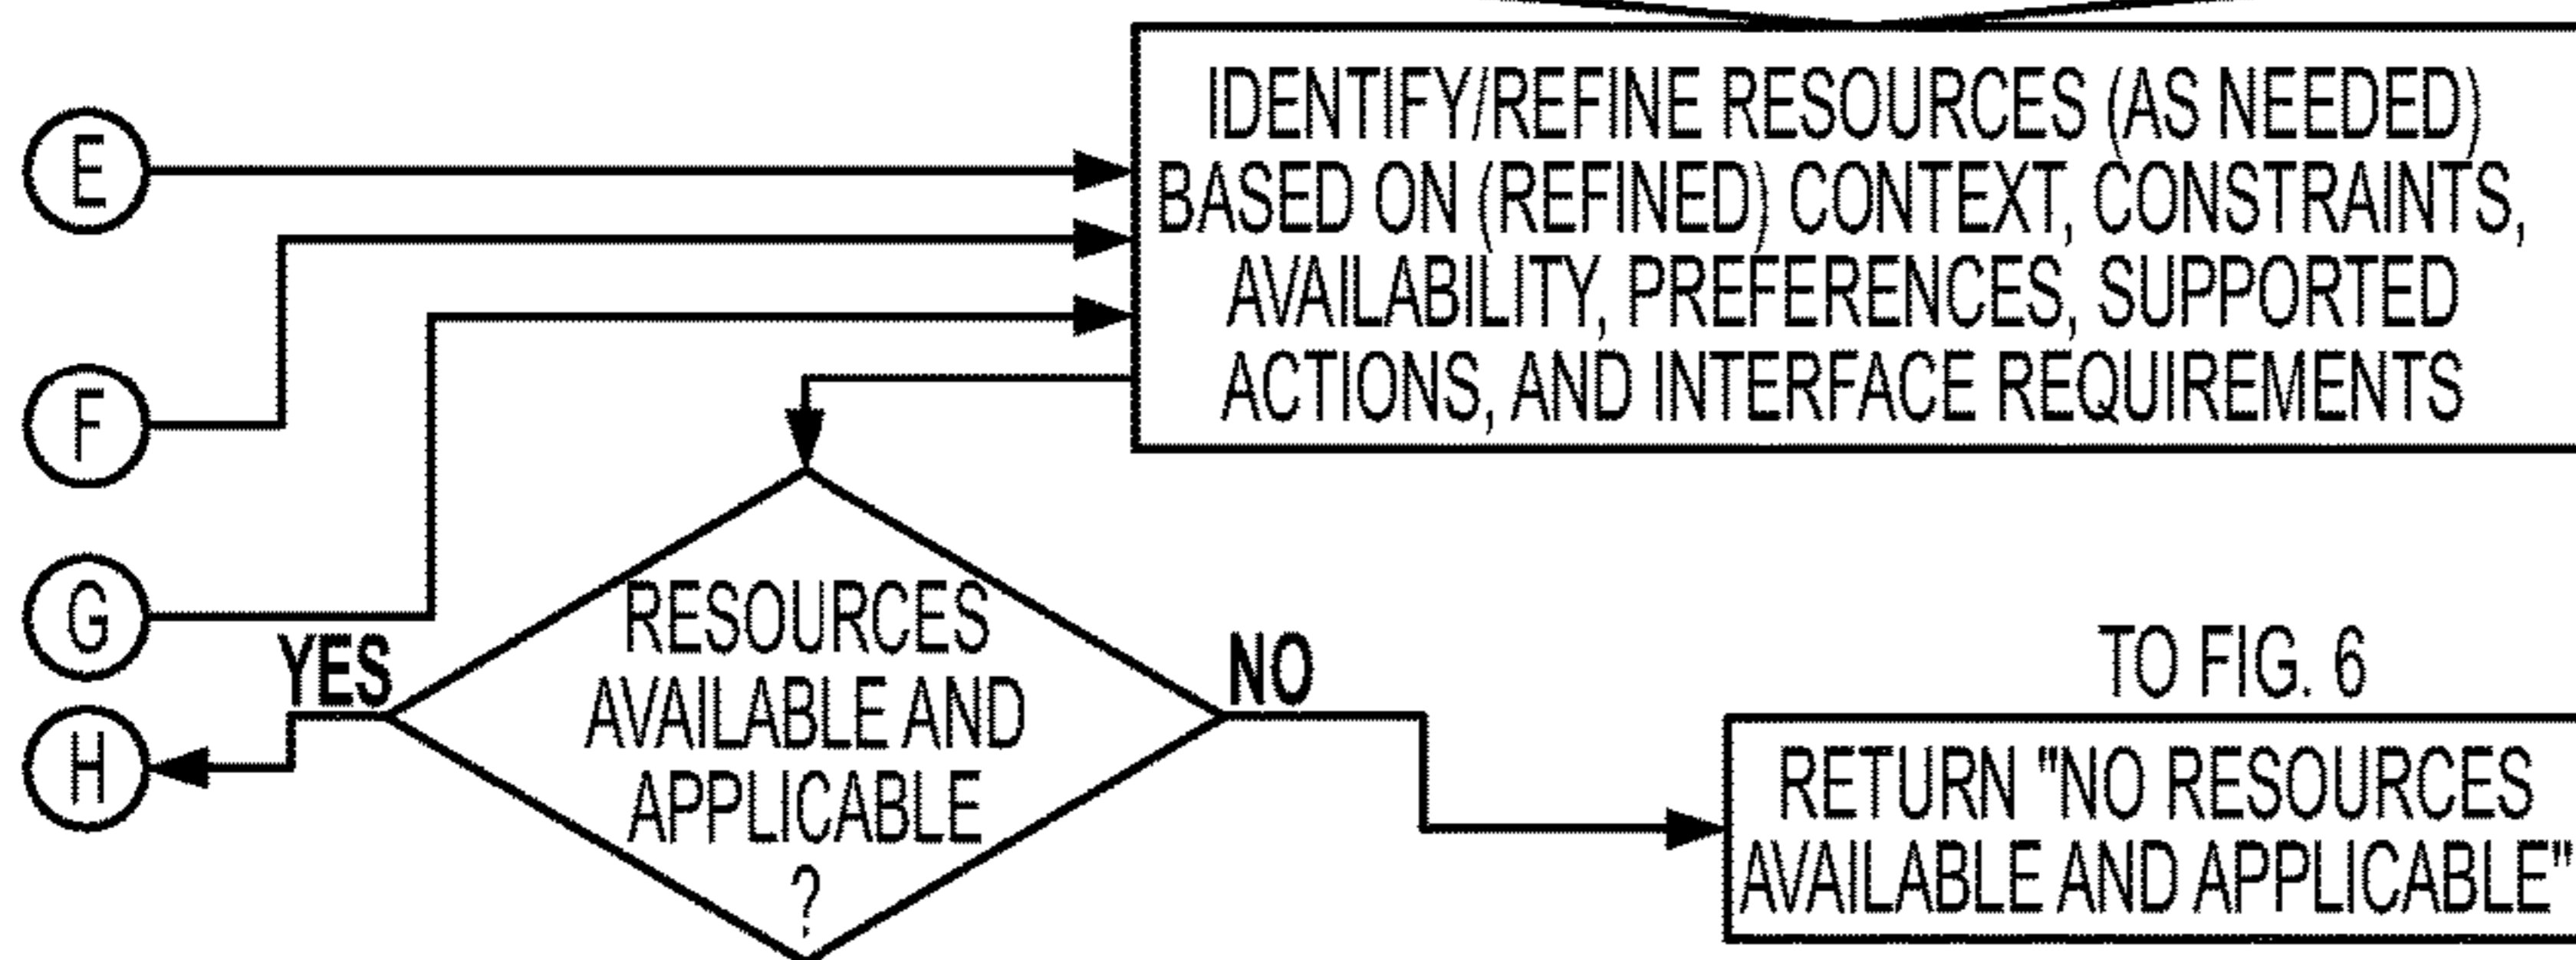 IDENTIFY/REFINE RESOURCES (AS NEEDED)
BASED ON (REFINED) CONTEXT, CONSTRAINTS,
AVAILABILITY, PREFERENCES, SUPPORTED
ACTIONS, AND INTERFACE REQUIREMENTS
E
F
G
H
YES
RESOURCES
AVAILABLE AND
APPLICABLE
?
NO
TO FIG. 6
RETURN "NO RESOURCES
AVAILABLE AND APPLICABLE"